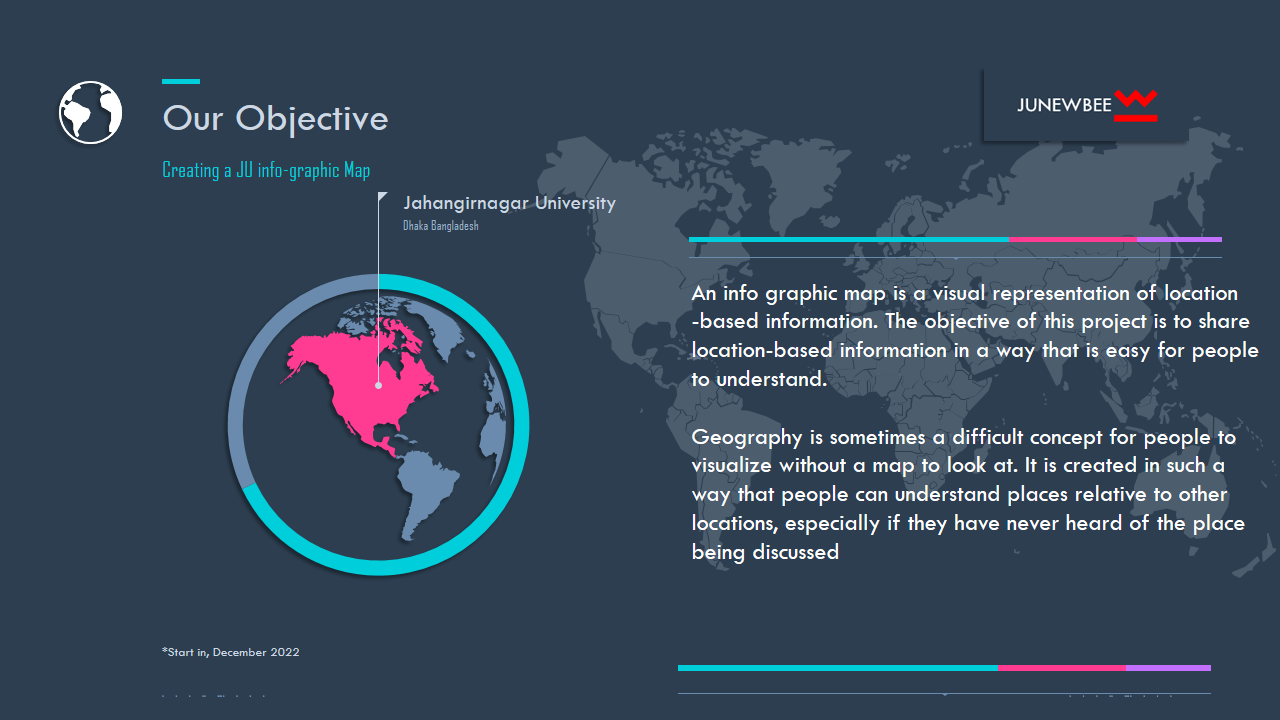 Our Objective
JUNEWBEE
Creating a JU info-graphic Map
Jahangirnagar University
Dhaka Bangladesh
An info graphic map is a visual representation of location
-based information. The objective of this project is to share
location-based information in a way that is easy for people
to understand.
Geography is sometimes a difficult concept for people to
visualize without a map to look at. It is created in such a
way that people can understand places relative to other
locations, especially if they have never heard of the place
being discussed
*Start in, December 2022